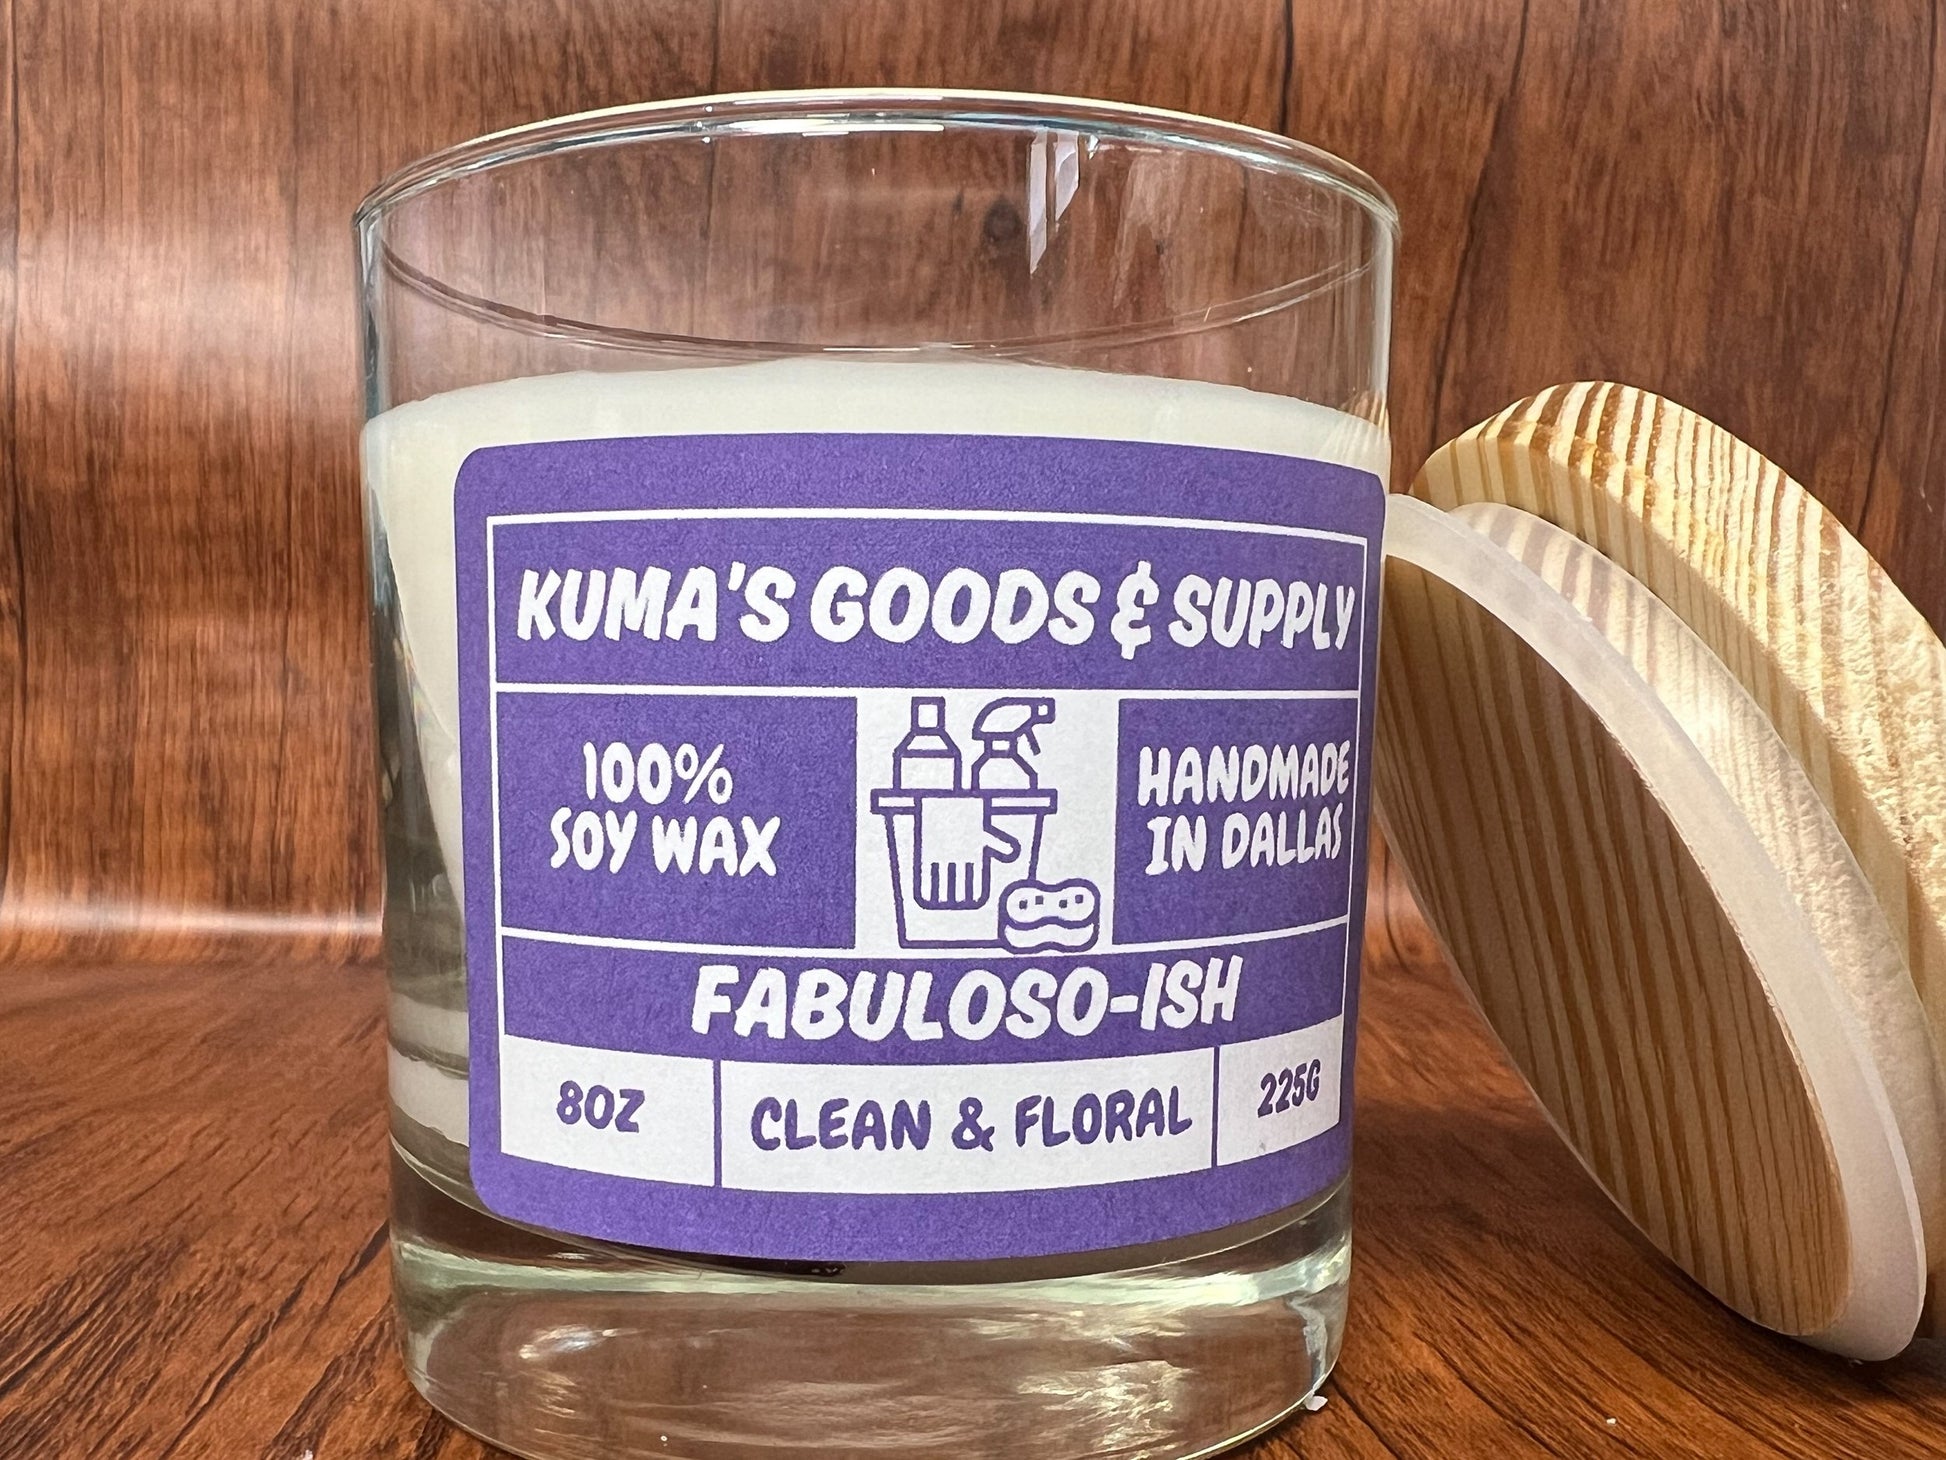 KUMA'S GOODS & SUPPLY
100%
SOY WAX
HANDMADE
IN DALLAS
FABULOSO-ISH
8OZ
CLEAN & FLORAL
225G